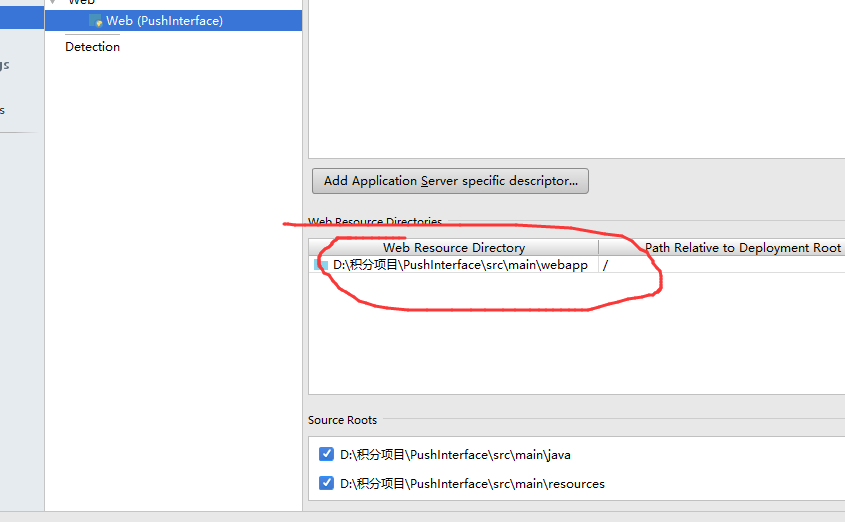 Web
Web (PushInterface)
Detection
s
Add Application Server specific descriptor...
Web Resource Directories
Web Resource Directory Path Relative to Deployment Root
D:\积分项目\PushInterface\src\main\webapp /
Source Roots
D:\积分项目\PushInterface\src\main\java
D:\积分项目\PushInterface\src\main\resources